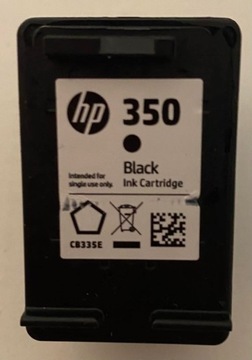 hp 350
Black
Intended for
single use only.
Ink Cartridge
CB335E